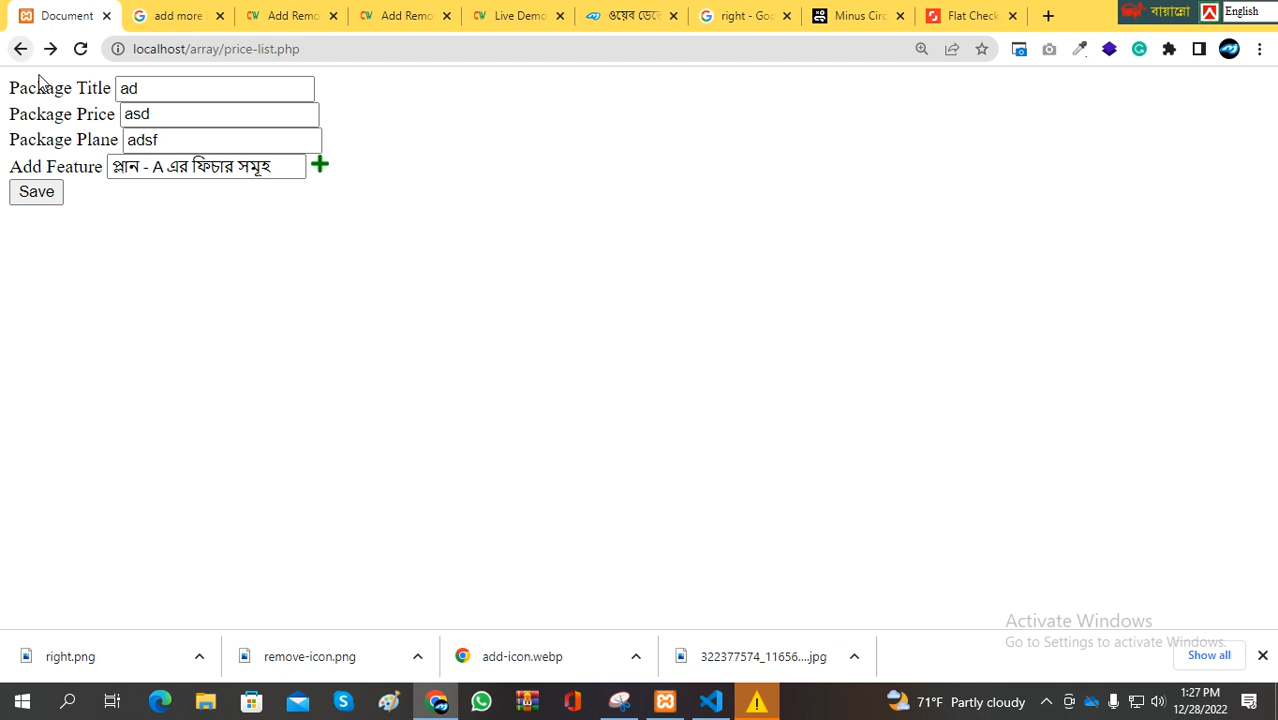 Document
add more
Add Remo
Add Remo
Live Demo
ওয়েব ডেভে
right - Goo
Minus Circ
Flat Check
বায়ান্নো
English
localhost/array/price-list.php
Package Title ad
Package Price asd
Package Plane adsf
Add Feature প্লান - A এর ফিচার সমূহ
Save
Activate Windows
Go to Settings to activate Windows.
right.png
remove-icon.png
add-icon.webp
322377574_11656....jpg
Show all
71°F Partly cloudy
1:27 PM
12/28/2022